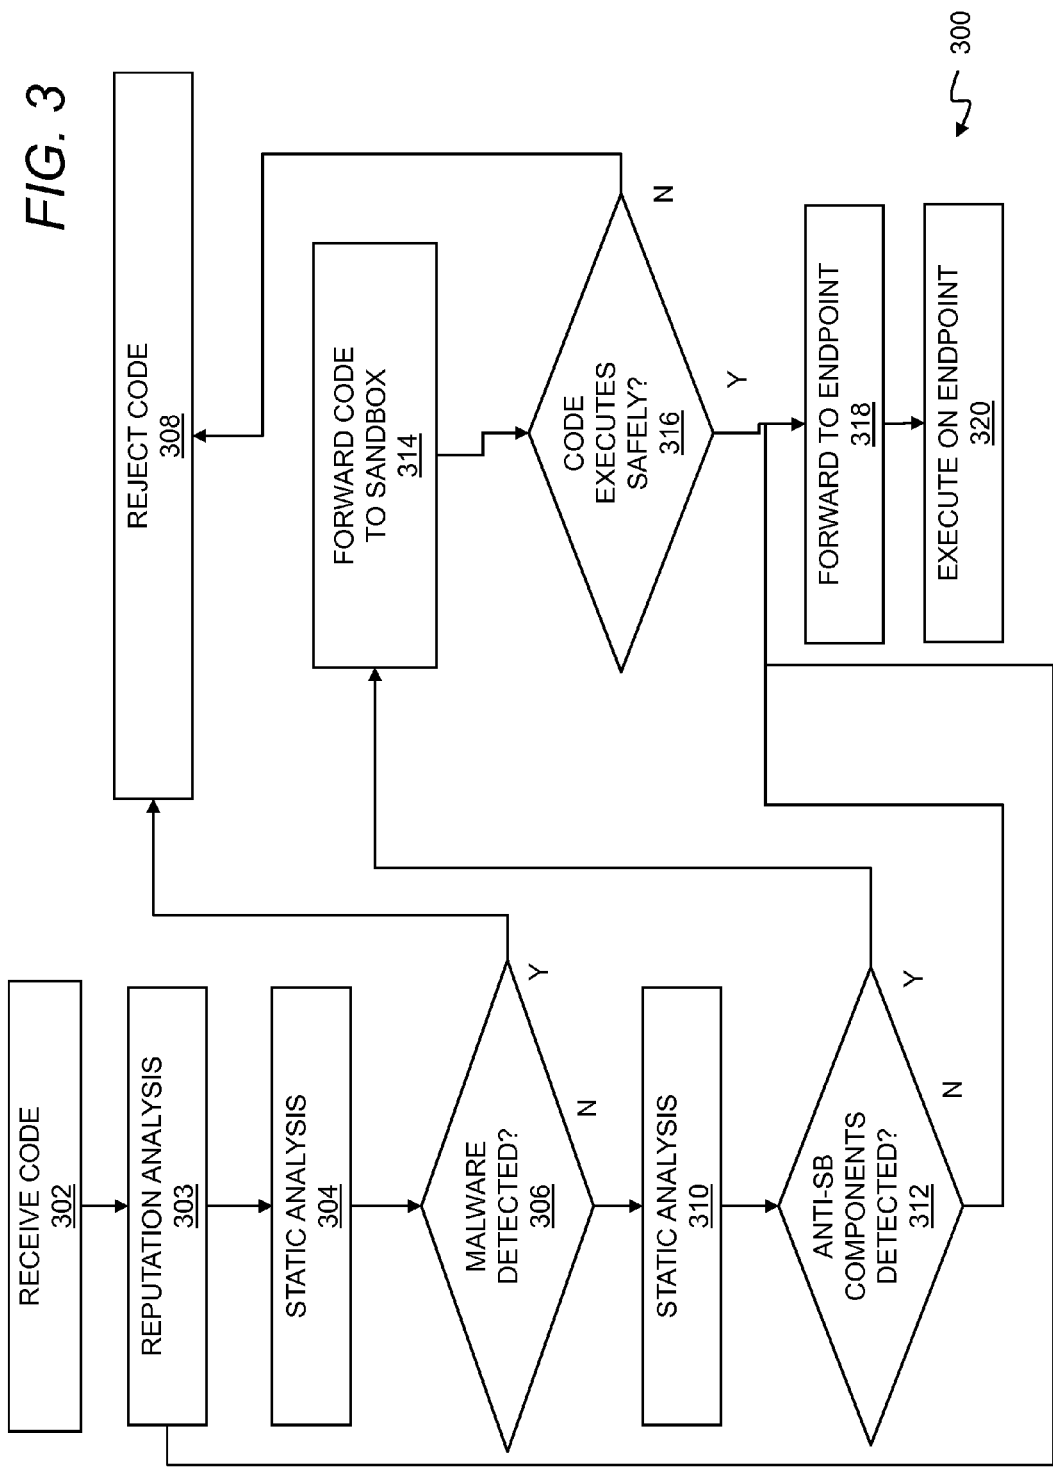 FIG. 3
RECEIVE CODE
302
REPUTATION ANALYSIS
303
STATIC ANALYSIS
304
MALWARE
DETECTED?
306
Y
N
STATIC ANALYSIS
310
ANTI-SB
COMPONENTS
DETECTED?
312
Y
N
REJECT CODE
308
FORWARD CODE
TO SANDBOX
314
CODE
EXECUTES
SAFELY?
316
N
Y
FORWARD TO ENDPOINT
318
EXECUTE ON ENDPOINT
320
300